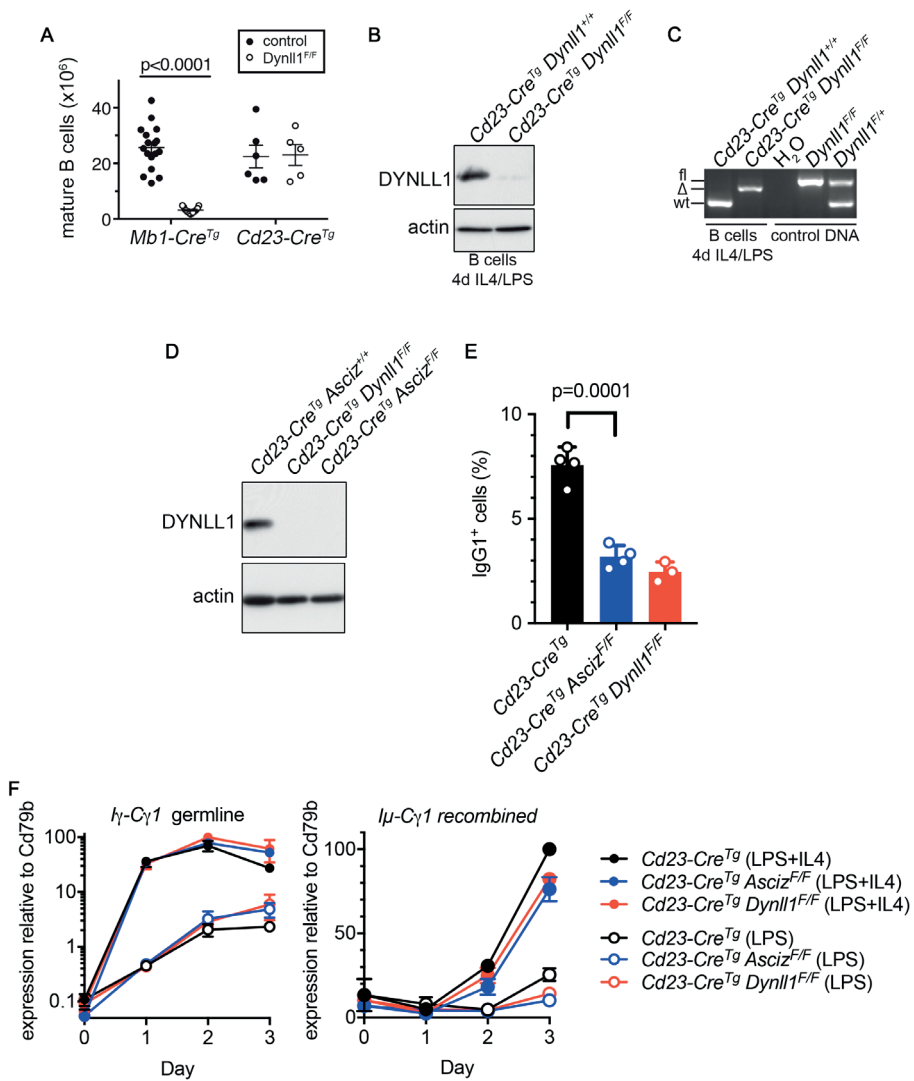 A
control
Dynll1F/F
p<0.0001
mature B cells (x10⁶)
40
20
0
Mb1-CreTg
Cd23-CreTg
B
Cd23-CreTg Dynll1+/+
Cd23-CreTg Dynll1F/F
DYNLL1
actin
B cells
4d IL4/LPS
C
Cd23-CreTg Dynll1+/+
Cd23-CreTg Dynll1F/F
H2O
Dynll1F/F
Dynll1F/+
fl
Δ
wt
B cells
4d IL4/LPS
control DNA
D
Cd23-CreTg Asciz+/+
Cd23-CreTg Dynll1F/F
Cd23-CreTg AscizF/F
DYNLL1
actin
E
p=0.0001
IgG1+ cells (%)
10
5
0
Cd23-CreTg
Cd23-CreTg AscizF/F
Cd23-CreTg Dynll1F/F
F
Iγ-Cγ1 germline
expression relative to Cd79b
100
10
1
0.1
0 1 2 3
Day
Iμ-Cγ1 recombined
expression relative to Cd79b
100
50
0
0 1 2 3
Day
Cd23-CreTg (LPS+IL4)
Cd23-CreTg AscizF/F (LPS+IL4)
Cd23-CreTg Dynll1F/F (LPS+IL4)
Cd23-CreTg (LPS)
Cd23-CreTg AscizF/F (LPS)
Cd23-CreTg Dynll1F/F (LPS)